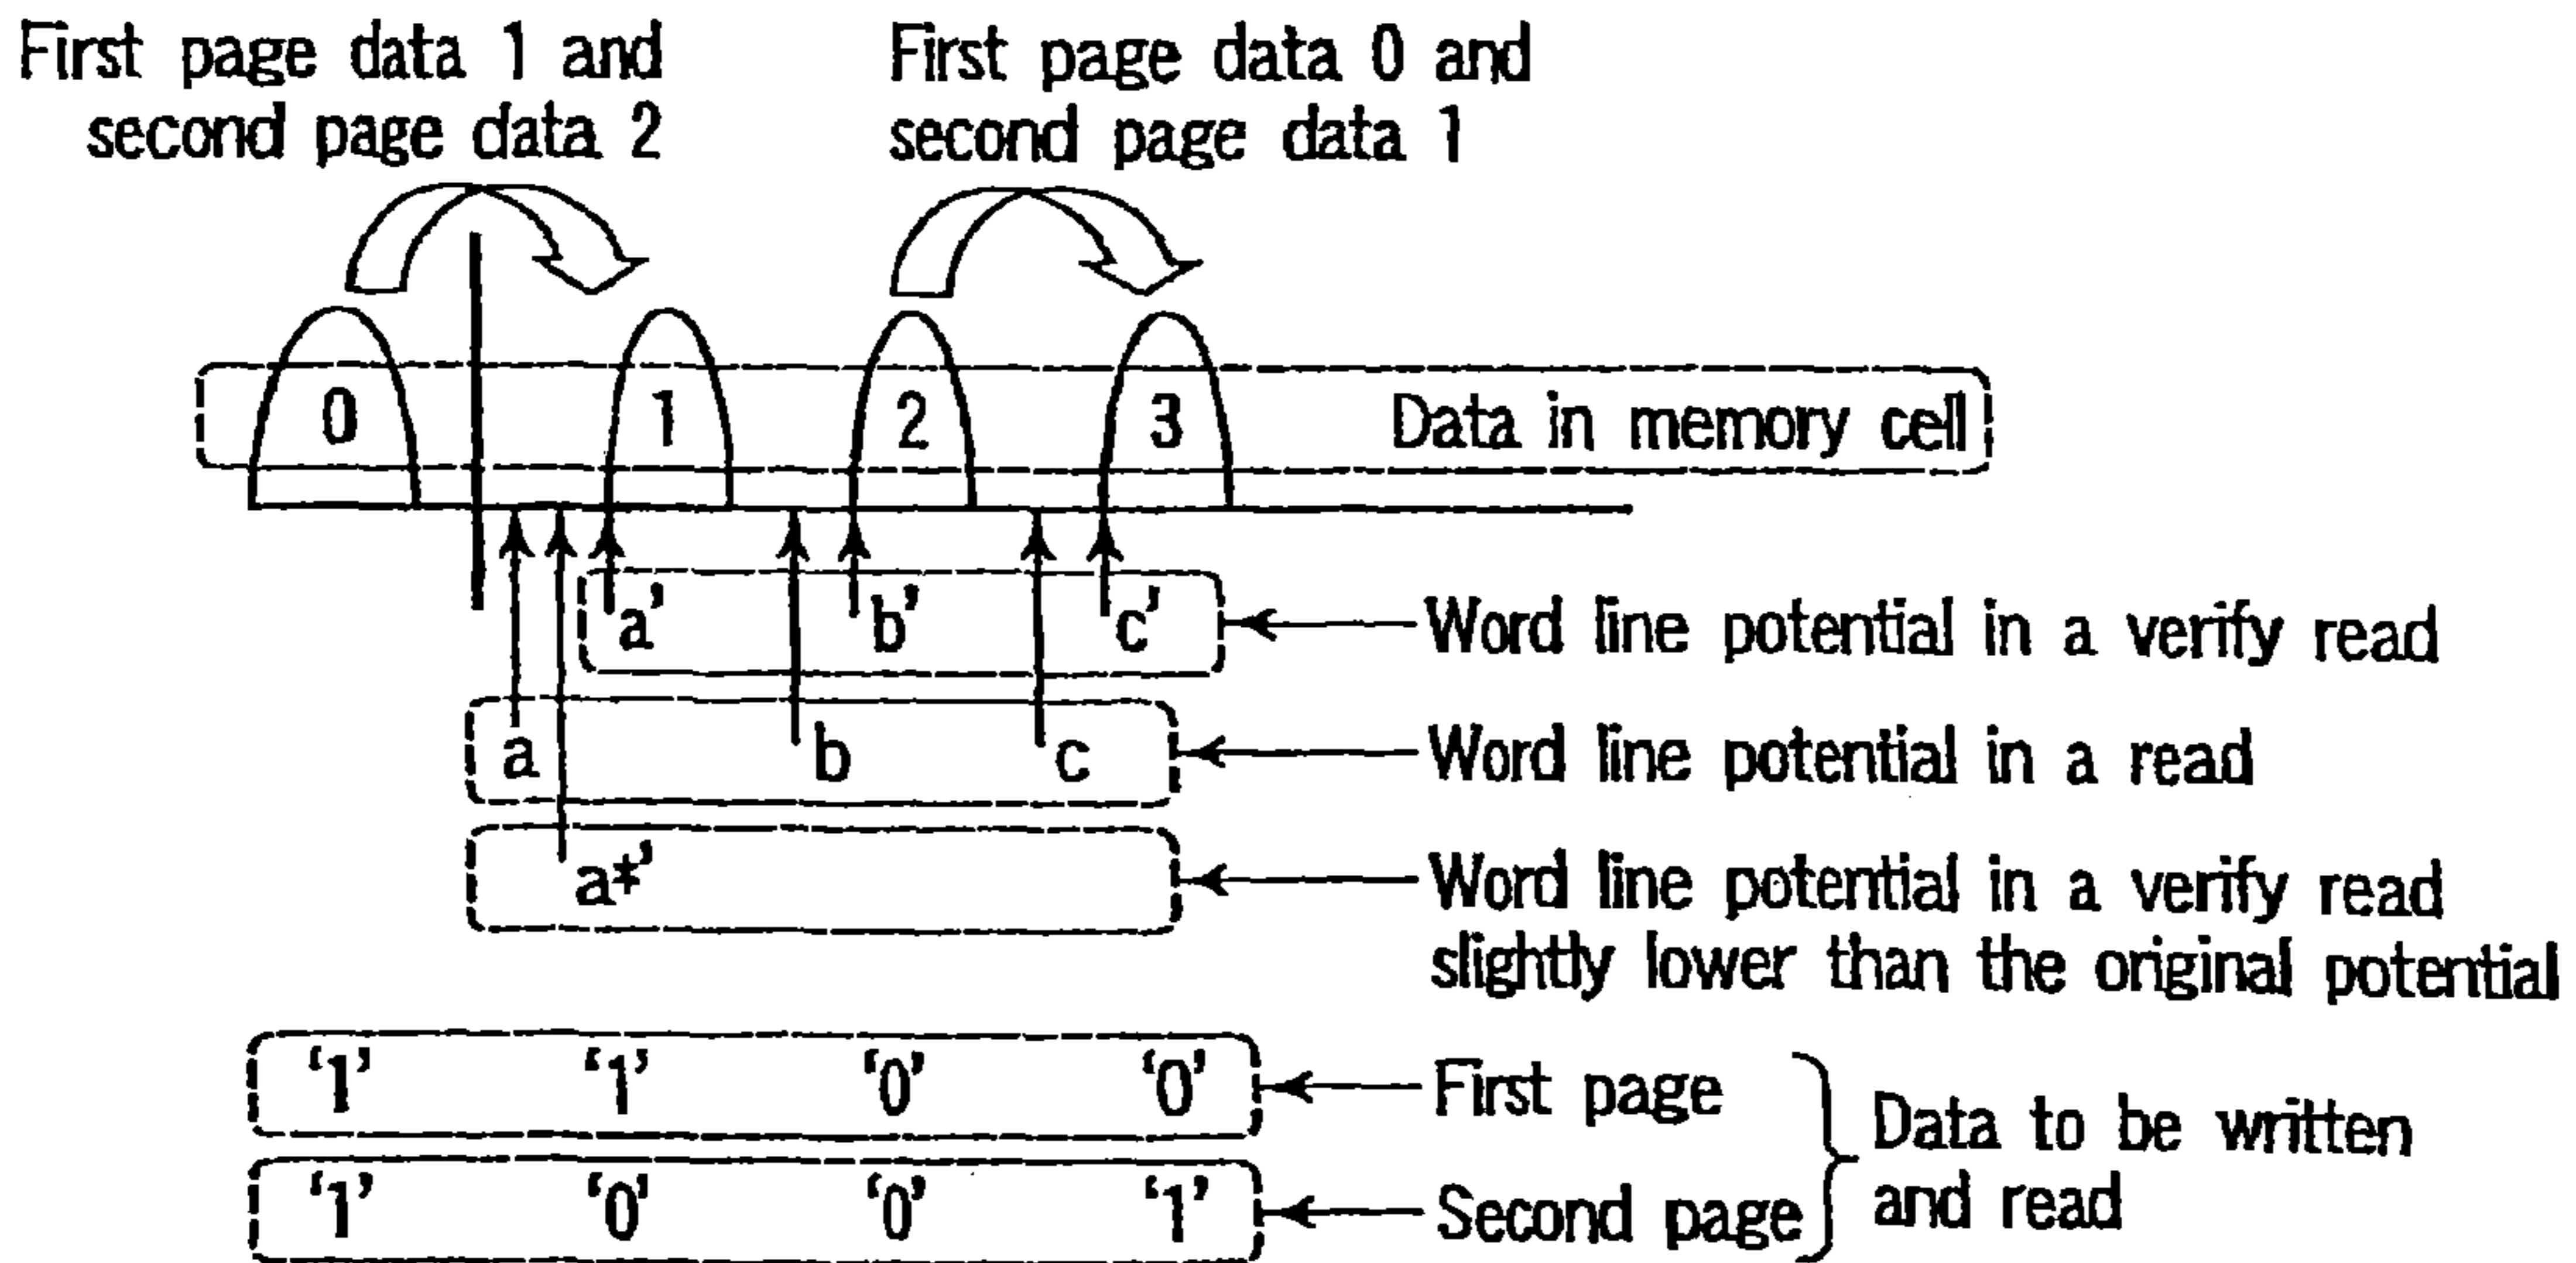 First page data 1 and
second page data 2
First page data 0 and
second page data 1
0 1 2 3 Data in memory cell
a' b' c' Word line potential in a verify read
a b c Word line potential in a read
a*' Word line potential in a verify read
slightly lower than the original potential
'1' '1' '0' '0' First page
'1' '0' '0' '1' Second page
Data to be written
and read